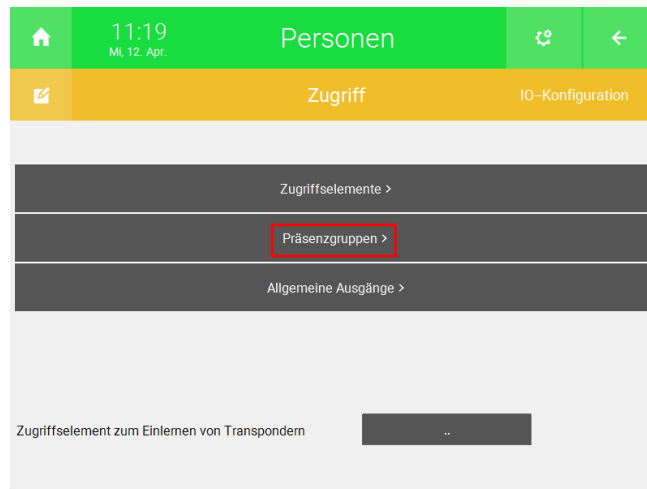 11:19
Mi, 12. Apr.
Personen
Zugriff
IO-Konfiguration
Zugriffselemente >
Präsenzgruppen >
Allgemeine Ausgänge >
Zugriffselement zum Einlernen von Transpondern
..